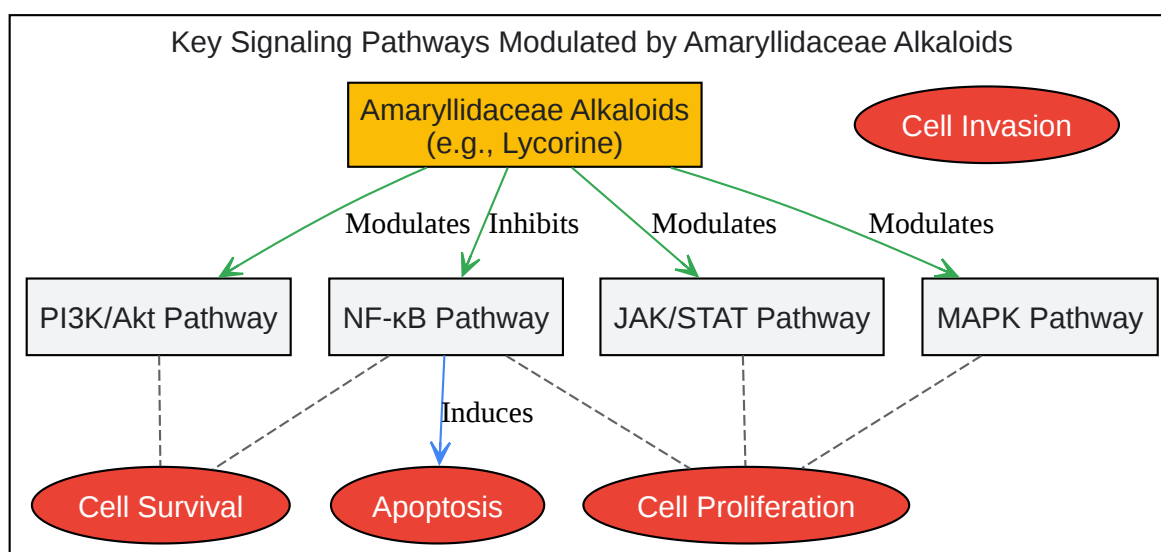 Key Signaling Pathways Modulated by Amaryllidaceae Alkaloids
Amaryllidaceae Alkaloids
(e.g., Lycorine)
Cell Invasion
Modulates
Inhibits
Modulates
Modulates
PI3K/Akt Pathway
NF-κB Pathway
JAK/STAT Pathway
MAPK Pathway
Induces
Cell Survival
Apoptosis
Cell Proliferation